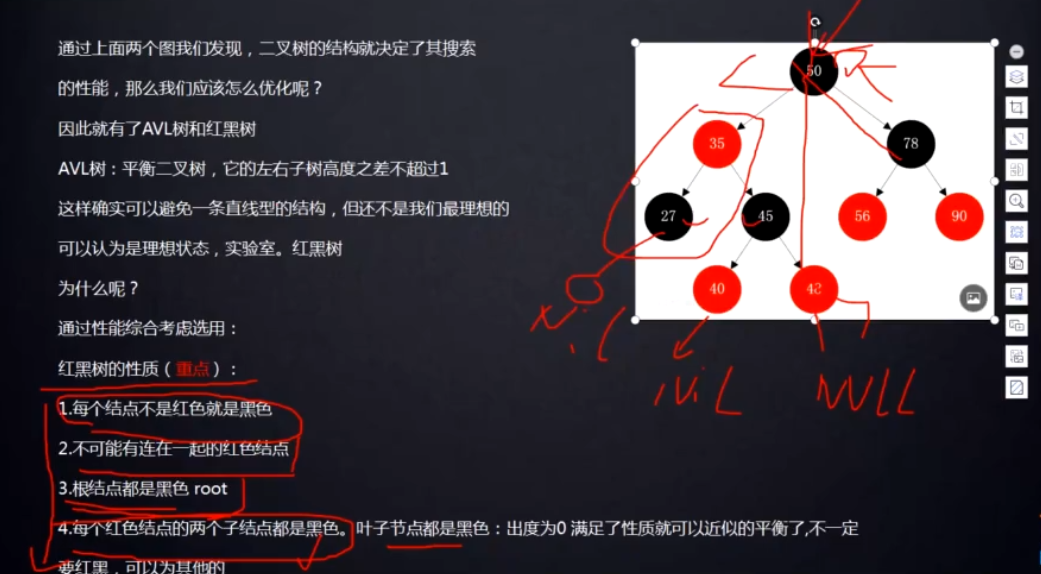 通过上面两个图我们发现，二叉树的结构就决定了其搜索
的性能，那么我们应该怎么优化呢？
因此就有了AVL树和红黑树
AVL树：平衡二叉树，它的左右子树高度之差不超过1
这样确实可以避免一条直线型的结构，但还不是我们最理想的
可以认为是理想状态，实验室。红黑树
为什么呢？
通过性能综合考虑选用：
红黑树的性质（重点）：
1.每个结点不是红色就是黑色
2.不可能有连在一起的红色结点
3.根结点都是黑色 root
4.每个红色结点的两个子结点都是黑色。叶子节点都是黑色：出度为0 满足了性质就可以近似的平衡了,不一定
要红黑，可以为其他的
50
35
78
27
45
56
90
40
48
NiL
NiL
NULL